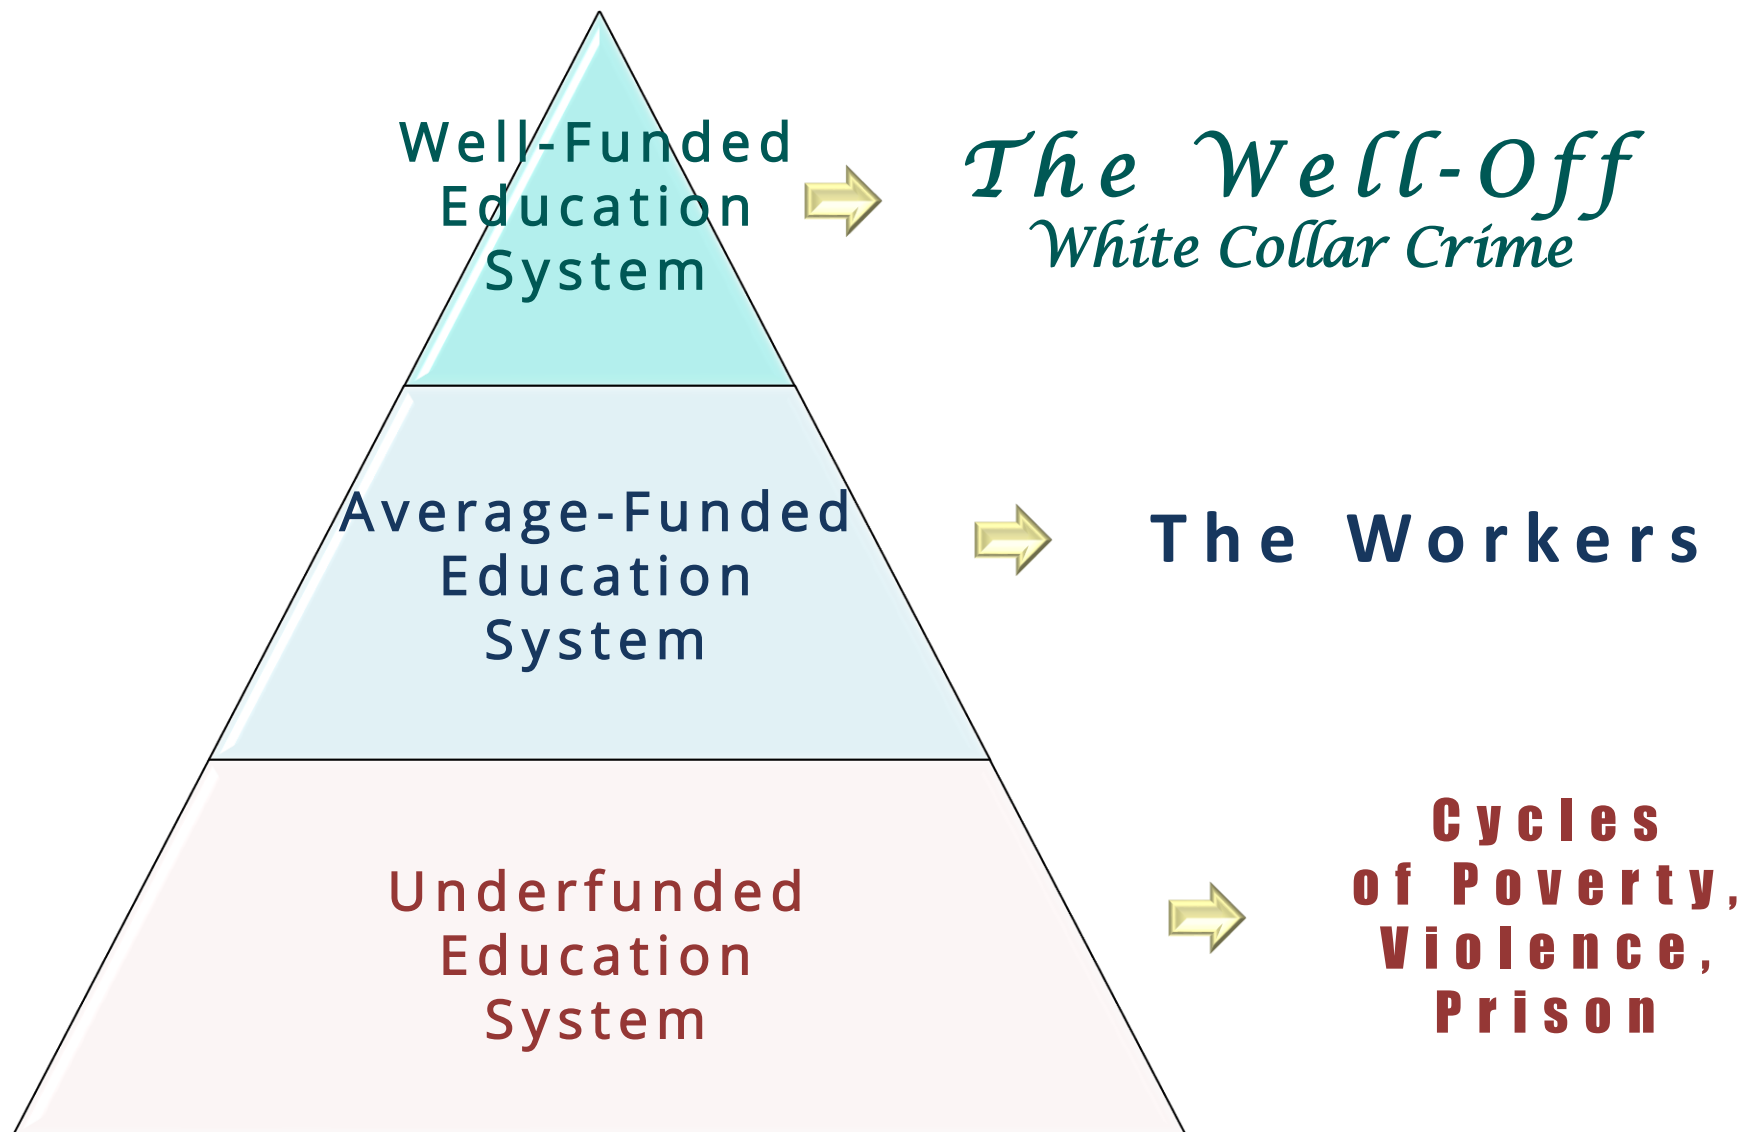 Well-Funded
Education
System
The Well-Off
White Collar Crime
Average-Funded
Education
System
The Workers
Underfunded
Education
System
Cycles
of Poverty,
Violence,
Prison